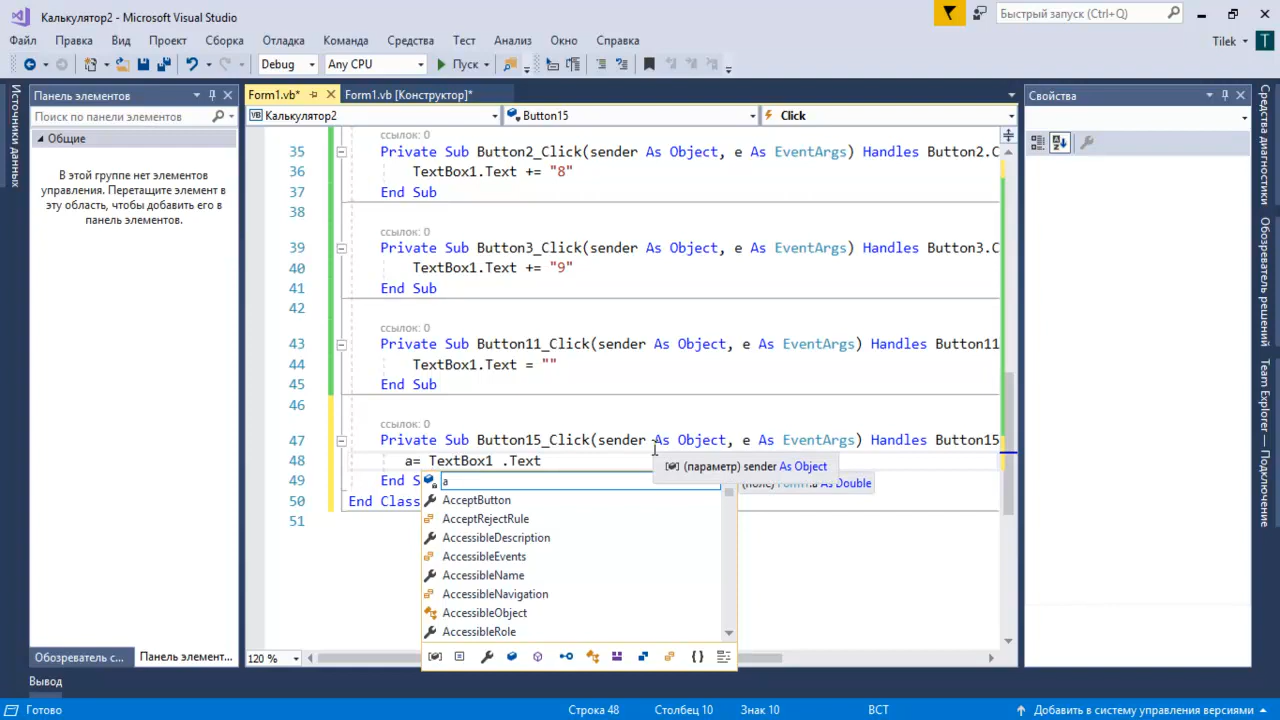 Калькулятор2 - Microsoft Visual Studio
Быстрый запуск (Ctrl+Q)
Файл Правка Вид Проект Сборка Отладка Команда Средства Тест Анализ Окно Справка
Tilek T
Debug Any CPU Пуск
Источники данных
Панель элементов
Поиск по панели элементов
Общие
В этой группе нет элементов
управления. Перетащите элемент в
эту область, чтобы добавить его в
панель элементов.
Обозреватель с... Панель элемент...
Form1.vb* Form1.vb [Конструктор]*
VB Калькулятор2 Button15 Click
ссылок: 0
35 Private Sub Button2_Click(sender As Object, e As EventArgs) Handles Button2.C
36 TextBox1.Text += "8"
37 End Sub
38
ссылок: 0
39 Private Sub Button3_Click(sender As Object, e As EventArgs) Handles Button3.C
40 TextBox1.Text += "9"
41 End Sub
42
ссылок: 0
43 Private Sub Button11_Click(sender As Object, e As EventArgs) Handles Button11
44 TextBox1.Text = ""
45 End Sub
46
ссылок: 0
47 Private Sub Button15_Click(sender As Object, e As EventArgs) Handles Button15
48 a= TextBox1 .Text
(параметр) sender As Object
49 End S
a
Form1.a As Double
50 End Class
51
AcceptButton
AcceptRejectRule
AccessibleDescription
AccessibleEvents
AccessibleName
AccessibleNavigation
AccessibleObject
AccessibleRole
120 %
Свойства
Средства диагностики
Обозреватель решений
Team Explorer — Подключение
Вывод
Готово Строка 48 Столбец 10 Знак 10 ВСТ Добавить в систему управления версиями